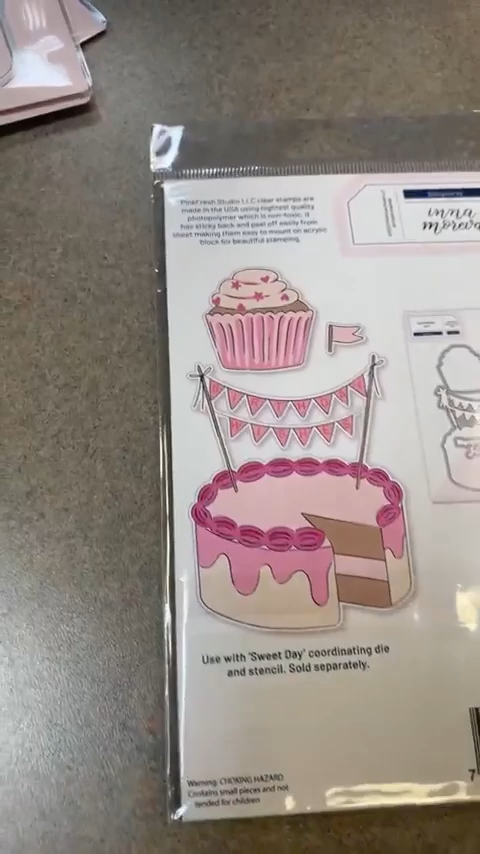 PinkFresh Studio LLC clear stamps are
made in the USA using highest quality
photopolymer which is non-toxic. It
has sticky back and peel off easily from
sheet making them easy to mount on acrylic
block for beautiful stamping.
inna
moreva
Use with 'Sweet Day' coordinating die
and stencil. Sold separately.
Warning: CHOKING HAZARD
Contains small pieces and not
tended for children
7